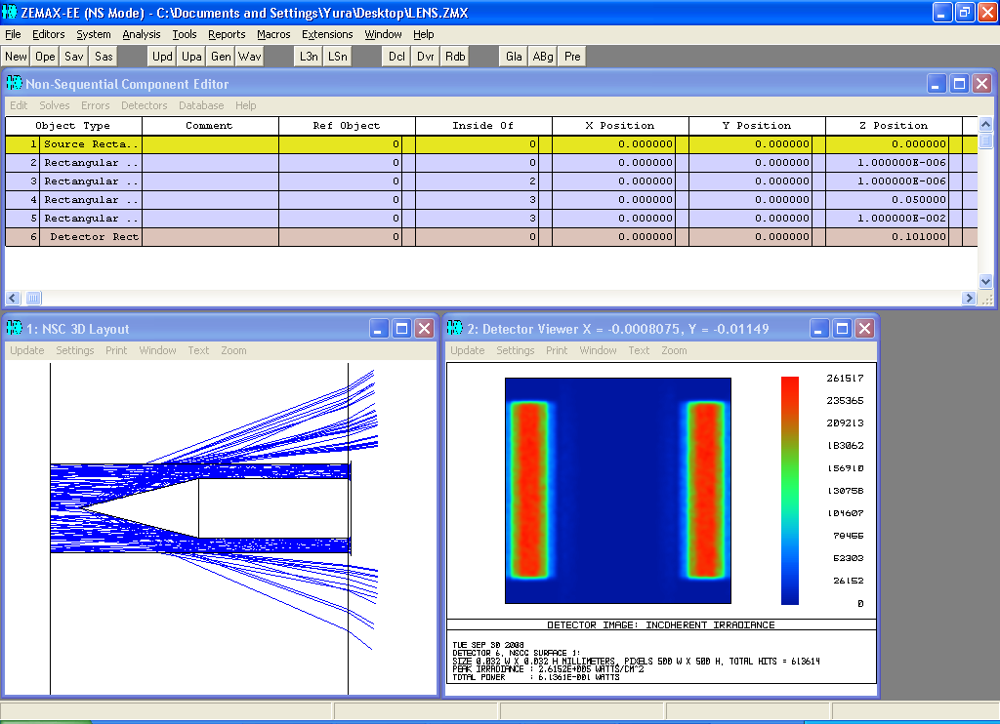 ZEMAX-EE (NS Mode) - C:\Documents and Settings\Yura\Desktop\LENS.ZMX
File Editors System Analysis Tools Reports Macros Extensions Window Help
New Ope Sav Sas Upd Upa Gen Wav L3n LSn Dcl Dvr Rdb Gla ABg Pre
Non-Sequential Component Editor
Edit Solves Errors Detectors Database Help
Object Type Comment Ref Object Inside Of X Position Y Position Z Position
1 Source Recta.. 0 0 0.000000 0.000000 0.000000
2 Rectangular .. 0 0 0.000000 0.000000 1.000000E-006
3 Rectangular .. 0 2 0.000000 0.000000 1.000000E-006
4 Rectangular .. 0 3 0.000000 0.000000 0.050000
5 Rectangular .. 0 3 0.000000 0.000000 1.000000E-002
6 Detector Rect 0 0 0.000000 0.000000 0.101000
1: NSC 3D Layout
Update Settings Print Window Text Zoom
2: Detector Viewer X = -0.0008075, Y = -0.01149
Update Settings Print Window Text Zoom
261517
235365
209213
183062
156910
130758
104607
78455
52303
26152
0
DETECTOR IMAGE: INCOHERENT IRRADIANCE
TUE SEP 30 2008
DETECTOR 6, NSCG SURFACE 1:
SIZE 0.032 W X 0.032 H MILLIMETERS, PIXELS 500 W X 500 H, TOTAL HITS = 613614
PEAK IRRADIANCE : 2.6152E+005 WATTS/CM^2
TOTAL POWER : 6.1361E-001 WATTS